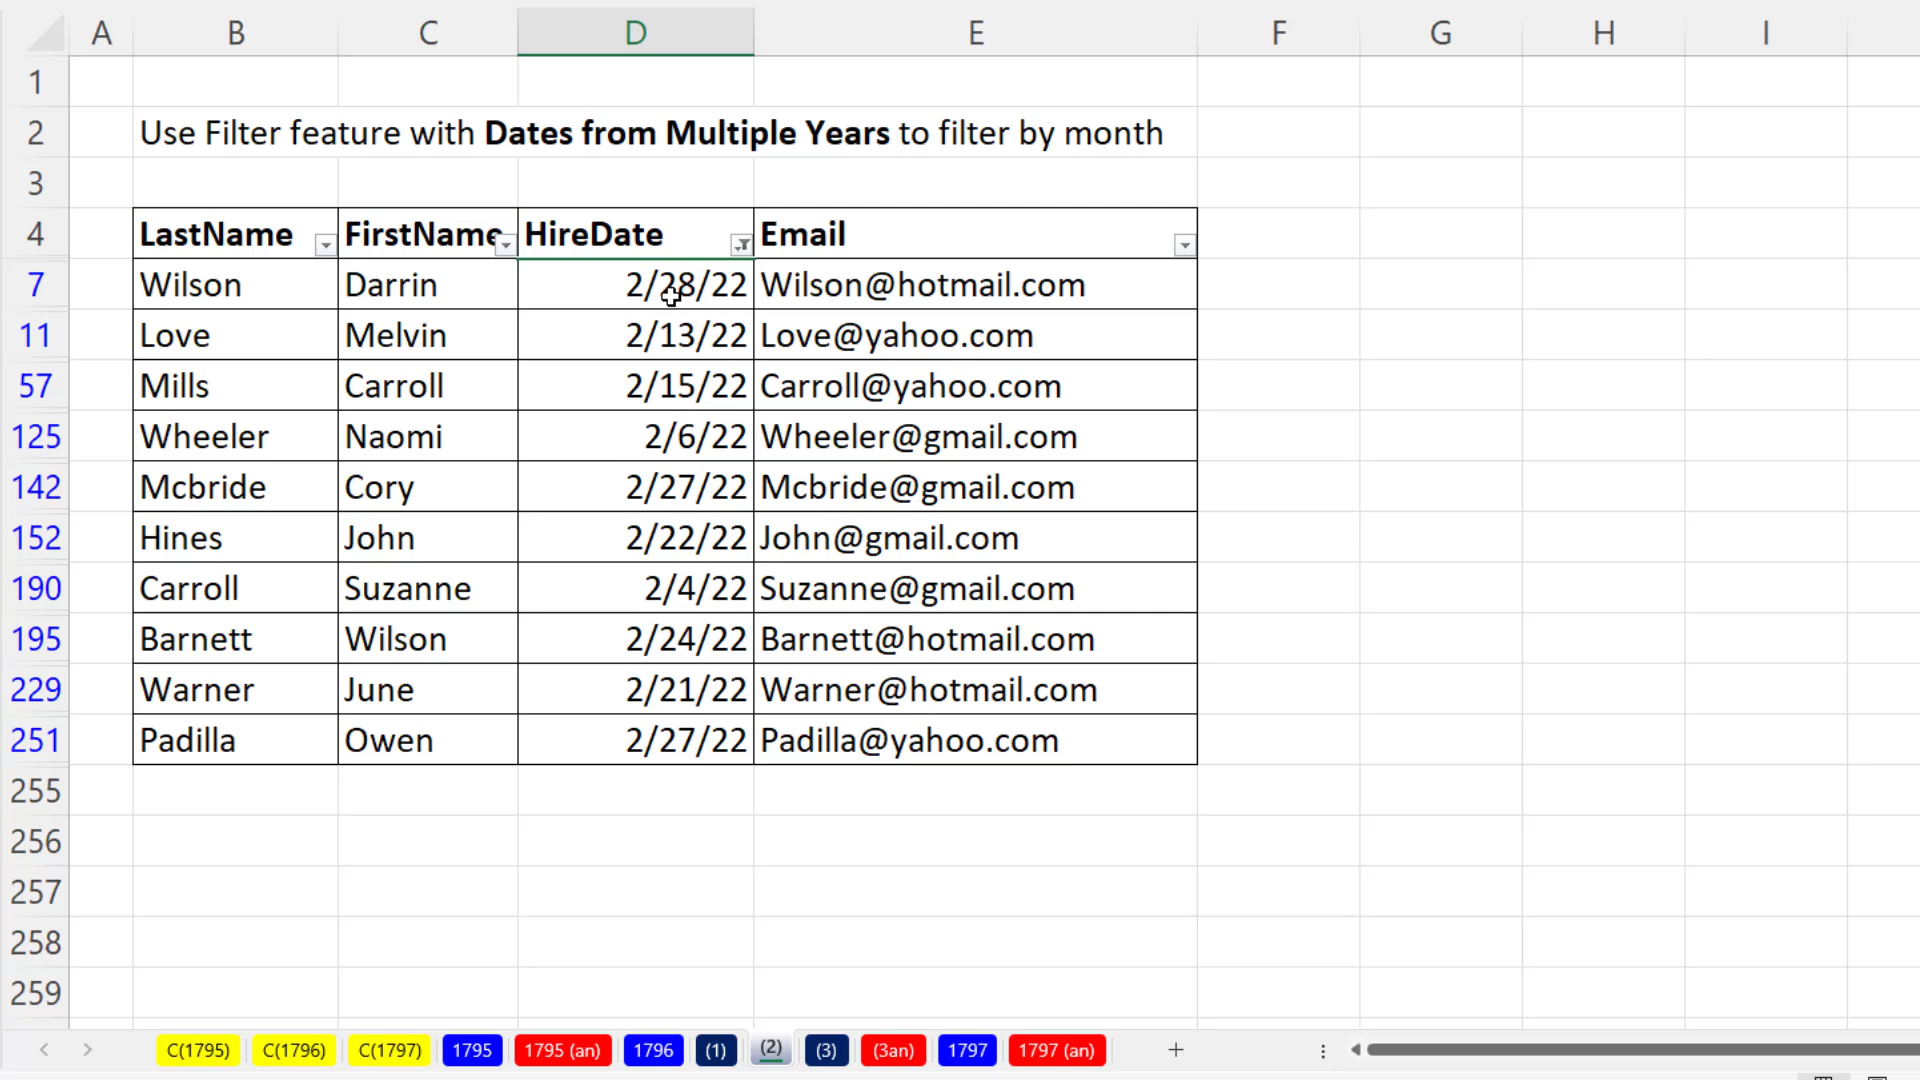 A B C D E F G H I
1
2 Use Filter feature with Dates from Multiple Years to filter by month
3
4 LastName FirstName HireDate Email
7 Wilson Darrin 2/28/22 Wilson@hotmail.com
11 Love Melvin 2/13/22 Love@yahoo.com
57 Mills Carroll 2/15/22 Carroll@yahoo.com
125 Wheeler Naomi 2/6/22 Wheeler@gmail.com
142 Mcbride Cory 2/27/22 Mcbride@gmail.com
152 Hines John 2/22/22 John@gmail.com
190 Carroll Suzanne 2/4/22 Suzanne@gmail.com
195 Barnett Wilson 2/24/22 Barnett@hotmail.com
229 Warner June 2/21/22 Warner@hotmail.com
251 Padilla Owen 2/27/22 Padilla@yahoo.com
255
256
257
258
259
C(1795) C(1796) C(1797) 1795 1795 (an) 1796 (1) (2) (3) (3an) 1797 1797 (an)